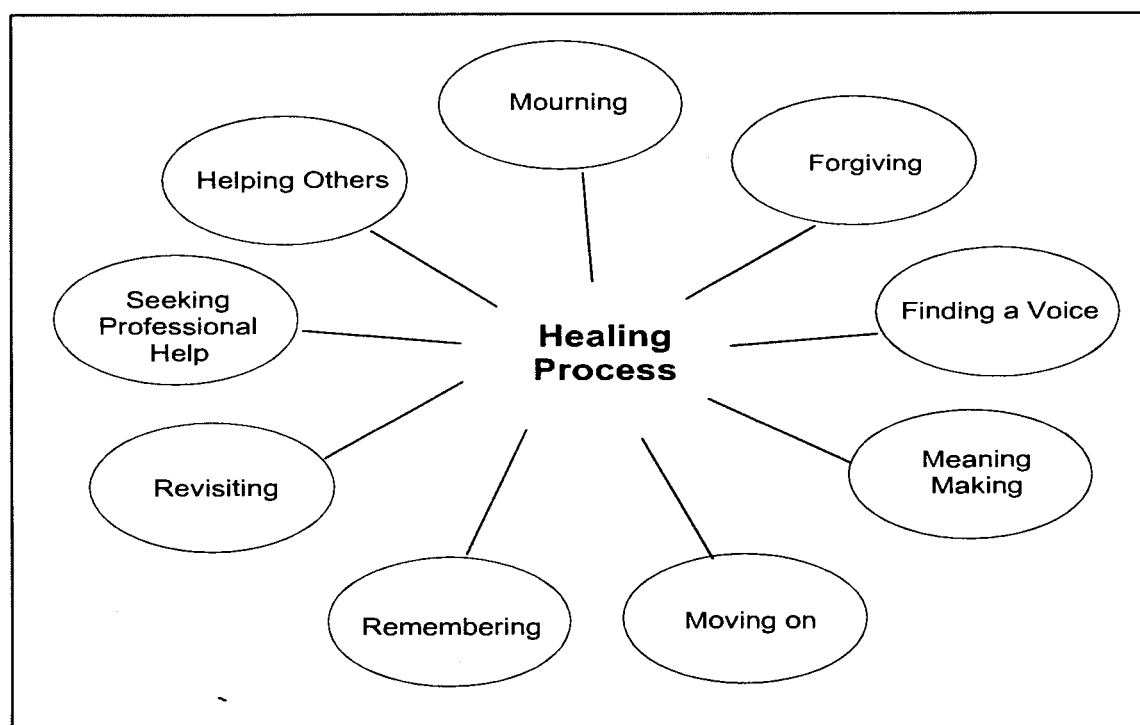 Mourning
Forgiving
Helping Others
Finding a Voice
Seeking
Professional
Help
Healing
Process
Meaning
Making
Revisiting
Remembering
Moving on